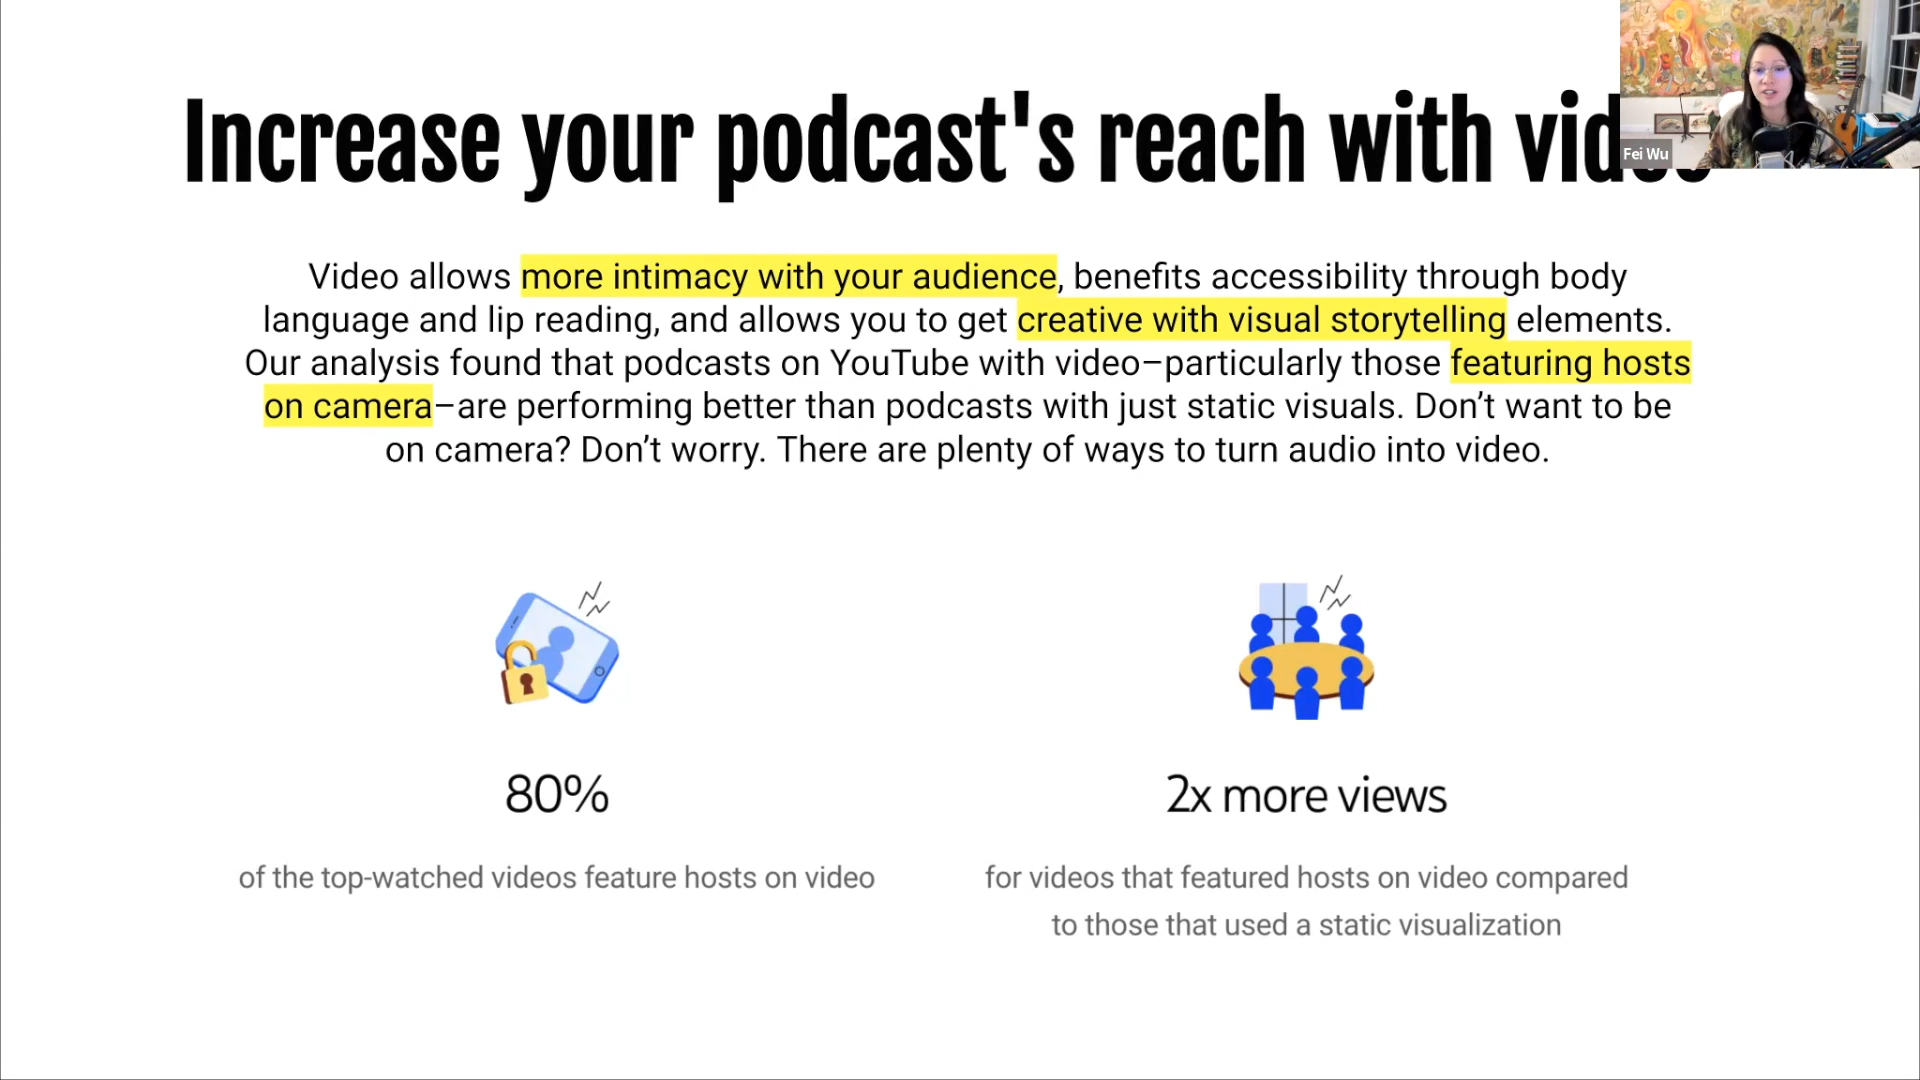 Increase your podcast's reach with video
Fei Wu
Video allows more intimacy with your audience, benefits accessibility through body
language and lip reading, and allows you to get creative with visual storytelling elements.
Our analysis found that podcasts on YouTube with video–particularly those featuring hosts
on camera–are performing better than podcasts with just static visuals. Don’t want to be
on camera? Don’t worry. There are plenty of ways to turn audio into video.
80%
of the top-watched videos feature hosts on video
2x more views
for videos that featured hosts on video compared
to those that used a static visualization